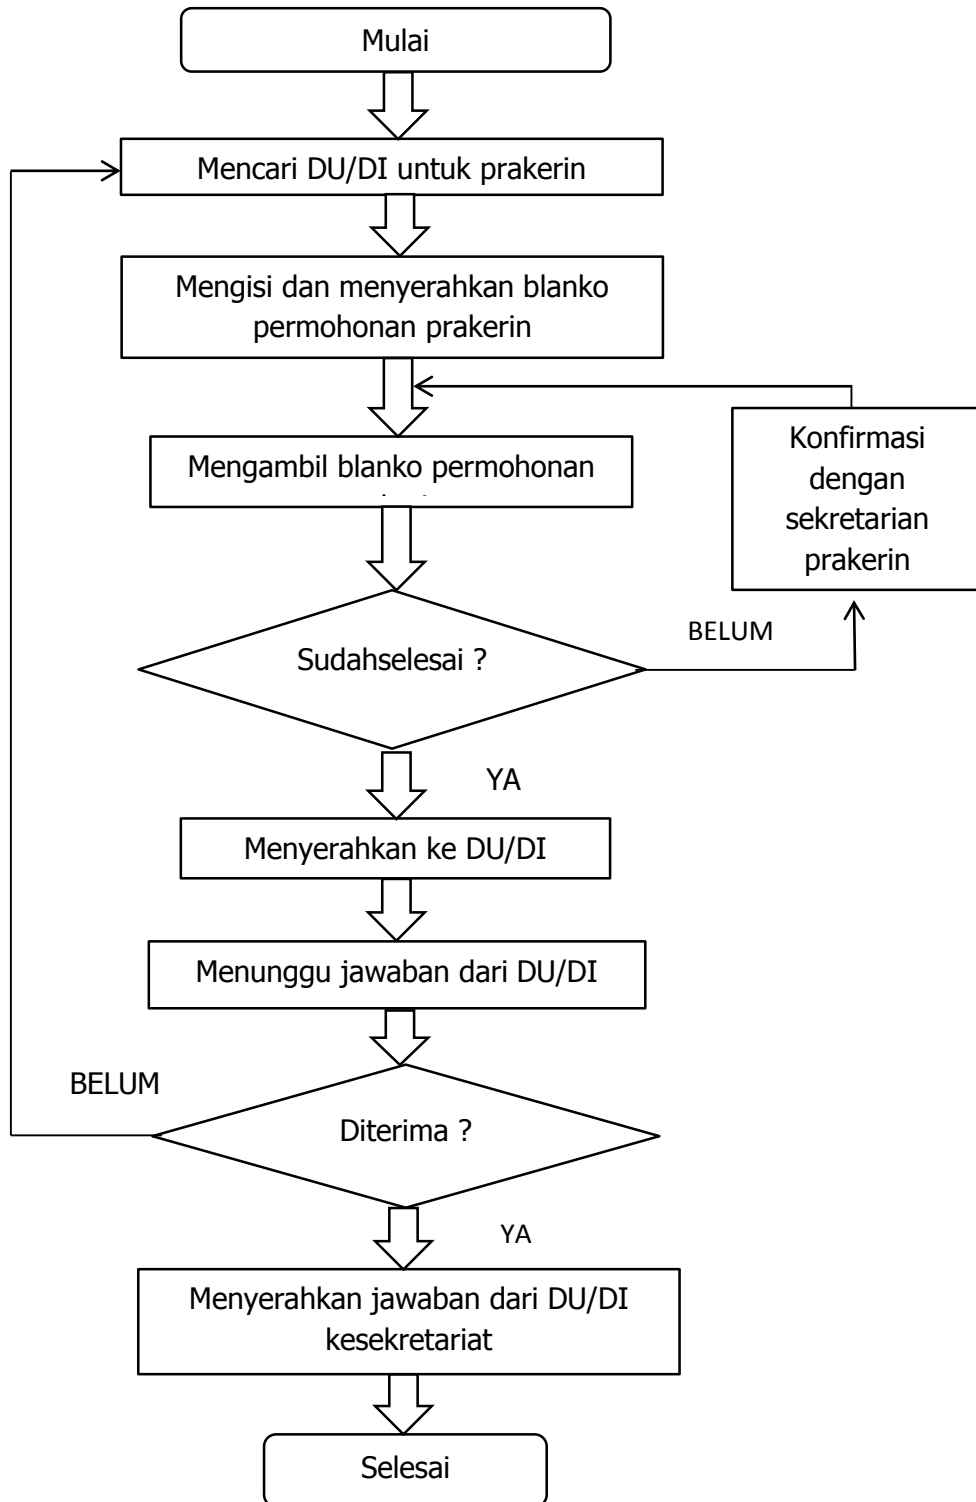 Mulai
Mencari DU/DI untuk prakerin
Mengisi dan menyerahkan blanko
permohonan prakerin
Mengambil blanko permohonan
Konfirmasi
dengan
sekretarian
prakerin
Sudahselesai ?
BELUM
YA
Menyerahkan ke DU/DI
Menunggu jawaban dari DU/DI
BELUM
Diterima ?
YA
Menyerahkan jawaban dari DU/DI
kesekretariat
Selesai